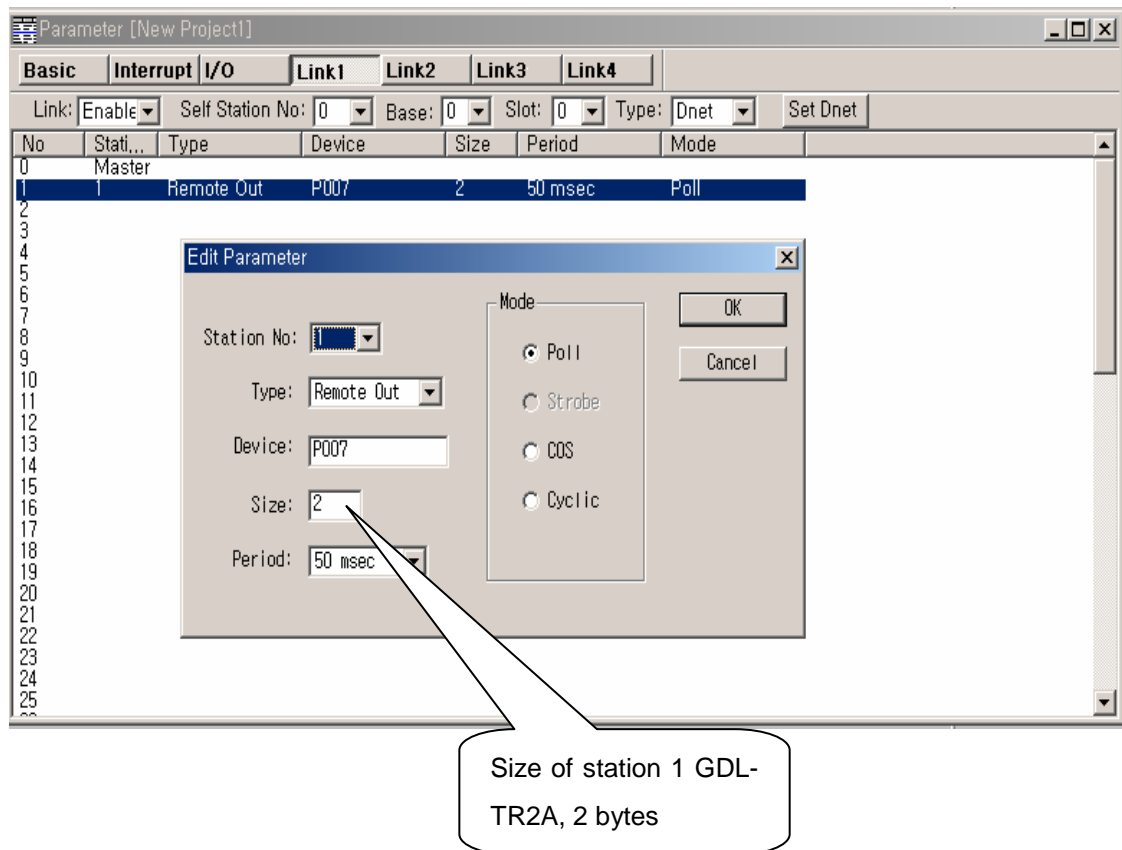 Parameter [New Project1]
Basic Interrupt I/O Link1 Link2 Link3 Link4
Link: Enable Self Station No: 0 Base: 0 Slot: 0 Type: Dnet Set Dnet
No Stati,,, Type Device Size Period Mode
0 Master
1 1 Remote Out P007 2 50 msec Poll
2
3
4
5
6
7
8
9
10
11
12
13
14
15
16
17
18
19
20
21
22
23
24
25
Edit Parameter
Station No: 1
Type: Remote Out
Device: P007
Size: 2
Period: 50 msec
Mode
Poll
Strobe
COS
Cyclic
OK
Cancel
Size of station 1 GDL-
TR2A, 2 bytes